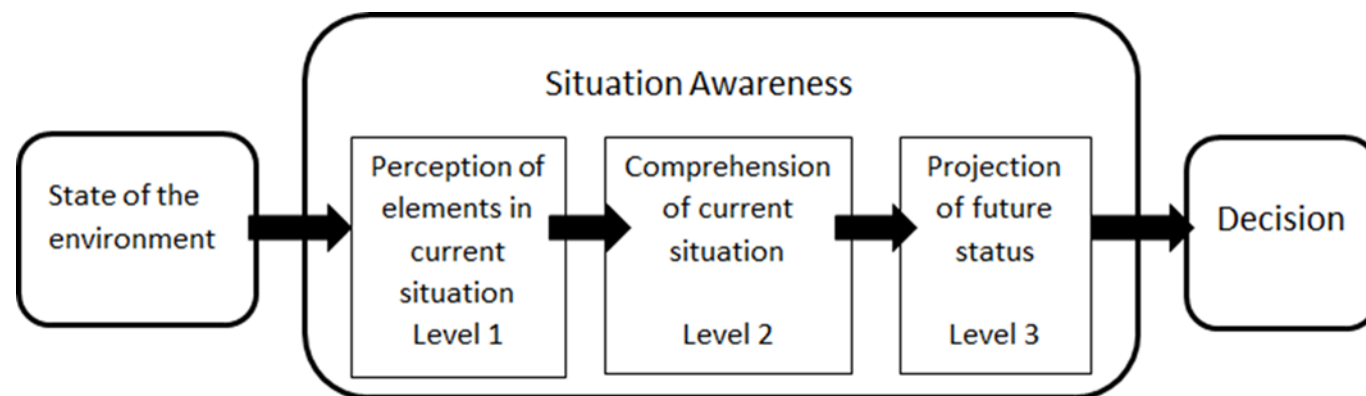 Situation Awareness
State of the
environment
Perception of
elements in
current
situation
Level 1
Comprehension
of current
situation
Level 2
Projection
of future
status
Level 3
Decision